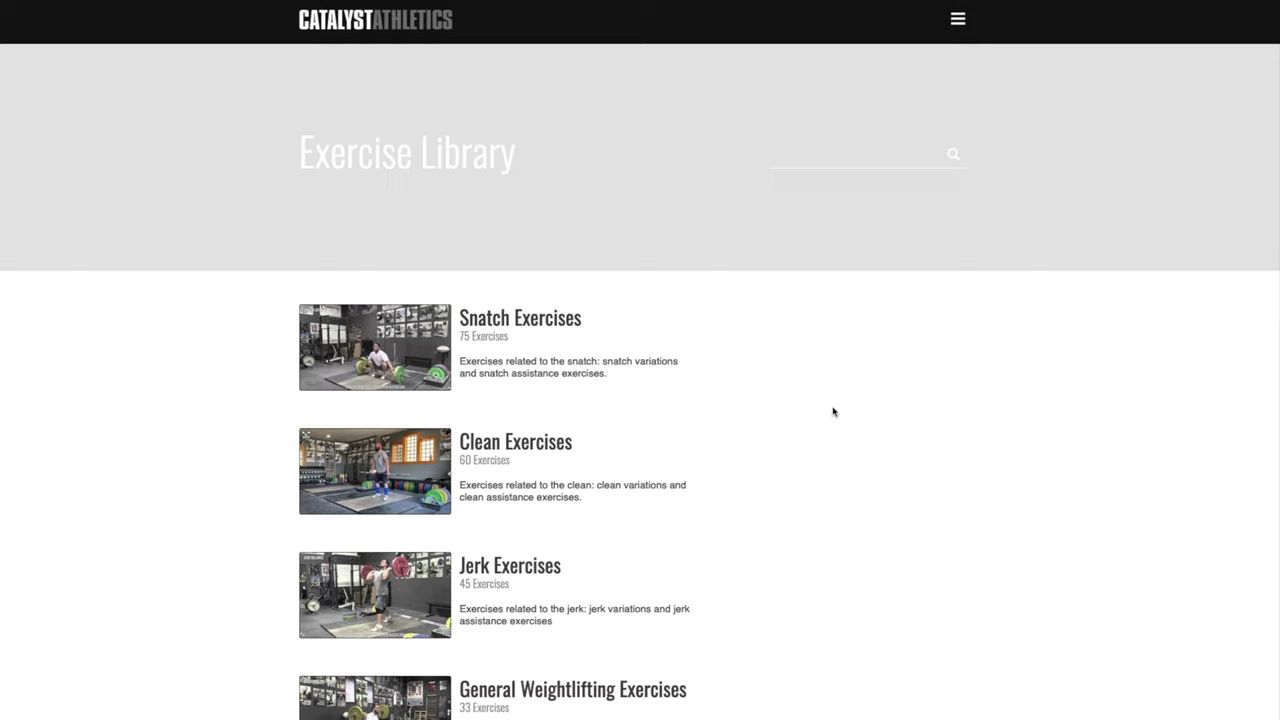 CATALYSTATHLETICS
Exercise Library
Snatch Exercises
75 Exercises
Exercises related to the snatch: snatch variations
and snatch assistance exercises.
Clean Exercises
60 Exercises
Exercises related to the clean: clean variations and
clean assistance exercises.
Jerk Exercises
45 Exercises
Exercises related to the jerk: jerk variations and jerk
assistance exercises
General Weightlifting Exercises
33 Exercises